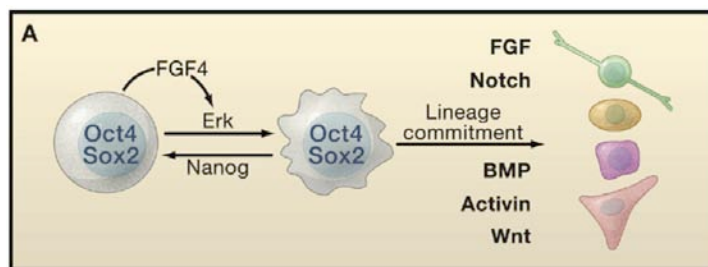 A
FGF4
Erk
Oct4
Sox2
Nanog
Oct4
Sox2
Lineage
commitment
FGF
Notch
BMP
Activin
Wnt